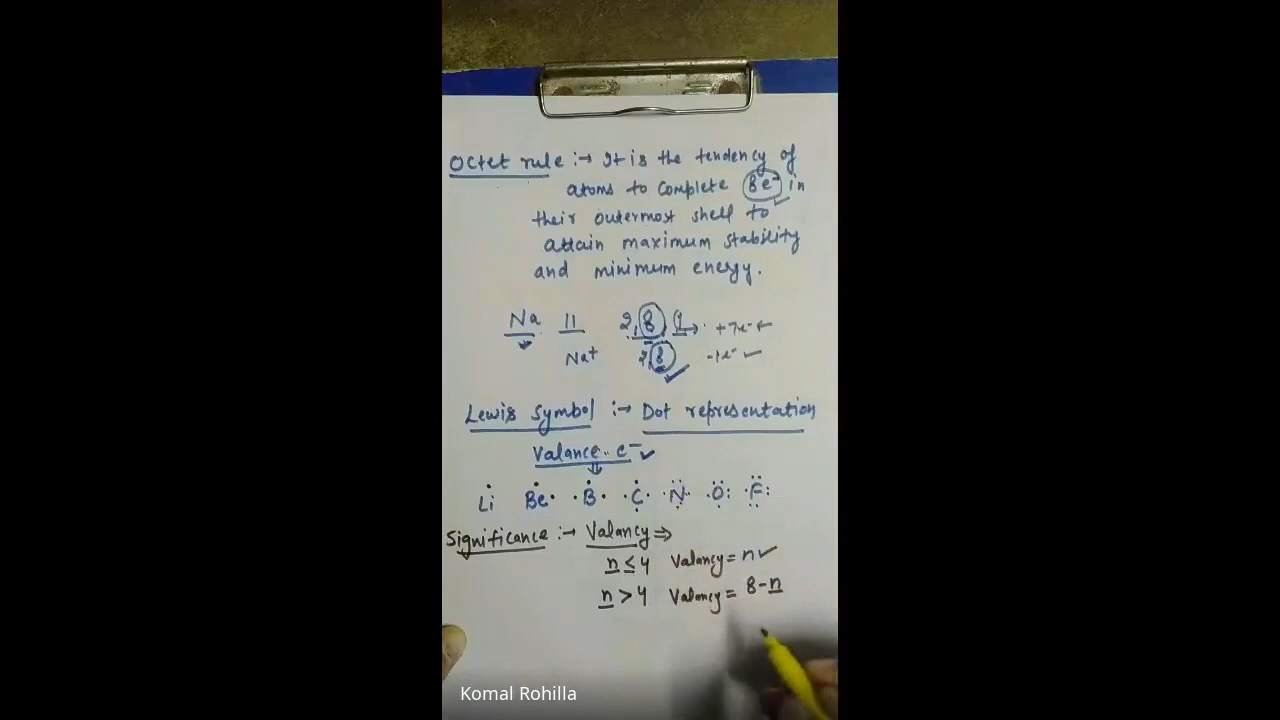 Octet rule :→ It is the tendency of
atoms to complete 8e⁻ in
their outermost shell to
attain maximum stability
and minimum energy.
Na 11 2,8,1 → +7e⁻
Na⁺ 2,8 -1e⁻ ✓
Lewis symbol :→ Dot representation
Valance e⁻ ✓
Li Be B C N O F
Significance :→ Valancy ⇒
n ≤ 4 Valancy = n ✓
n > 4 Valancy = 8-n
Komal Rohilla